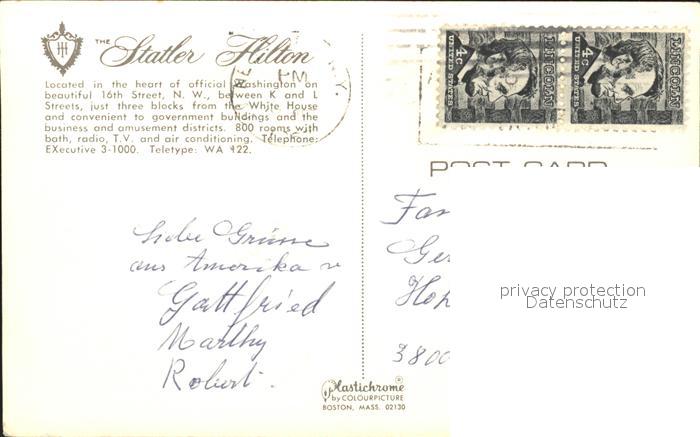 THE Statler Hilton
Located in the heart of official Washington on
beautiful 16th Street, N. W., between K and L
Streets, just three blocks from the White House
and convenient to government buildings and the
business and amusement districts. 800 rooms with
bath, radio, T.V. and air conditioning. Telephone:
EXecutive 3-1000. Teletype: WA 122.
PM
N.Y.
4c UNITED STATES LINCOLN
4c UNITED STATES LINCOLN
POST CARD
Liebe Grüsse
aus Amerika v
Gottfried
Marthy
Robert.
Fam
Ger
Hop
3800
privacy protection
Datenschutz
Plastichrome®
by COLOURPICTURE
BOSTON, MASS. 02130